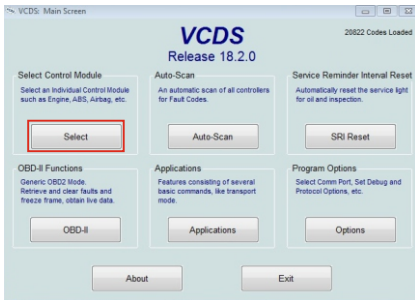 VCDS: Main Screen
VCDS
Release 18.2.0
20822 Codes Loaded
Select Control Module
Select an Individual Control Module
such as Engine, ABS, Airbag, etc.
Select
Auto-Scan
An automatic scan of all controllers
for Fault Codes.
Auto-Scan
Service Reminder Interval Reset
Automatically reset the service light
for oil and inspection.
SRI Reset
OBD-II Functions
Generic OBD2 Mode.
Retrieve and clear faults and
freeze frame, obtain live data.
OBD-II
Applications
Features consisting of several
basic commands, like transport
mode.
Applications
Program Options
Select Comm Port, Set Debug and
Protocol Options, etc.
Options
About
Exit